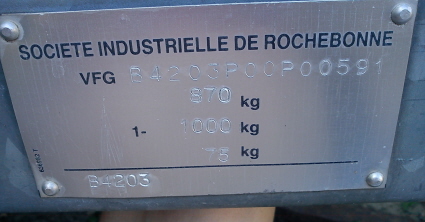 SOCIETE INDUSTRIELLE DE ROCHEBONNE
VFG B4203P00P00591
870 kg
1- 1000 kg
75 kg
B4203